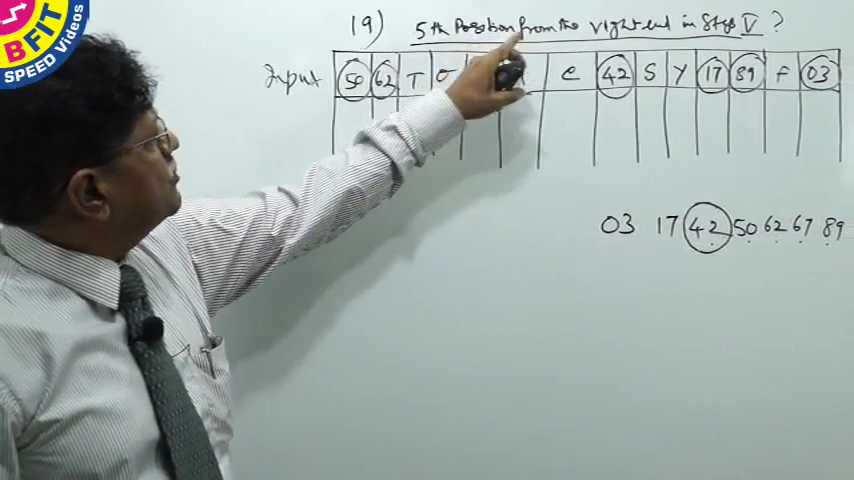 BUY
BFIT
SPEED Videos
19) 5th Position from the right end in Step V ?
Input 50 62 T e 42 S Y 17 89 F 03
03 17 42 50 62 67 89